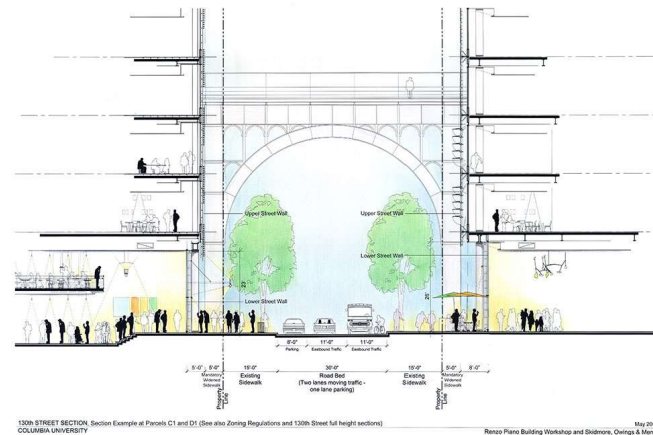 Upper Street Wall
Upper Street Wall
Lower Street Wall
Lower Street Wall
23'
25'
8'-0"
11'-0"
11'-0"
Parking
Eastbound Traffic
Eastbound Traffic
5'-0"
5'-0"
15'-0"
30'-0"
15'-0"
5'-0"
8'-0"
Mandatory
Widened
Sidewalk
Existing
Sidewalk
Road Bed
(Two lanes moving traffic -
one lane parking)
Existing
Sidewalk
Mandatory
Widened
Sidewalk
Property
Line
Property
Line
130th STREET SECTION, Section Example at Parcels C1 and D1 (See also Zoning Regulations and 130th Street full height sections)
COLUMBIA UNIVERSITY
May 20
Renzo Piano Building Workshop and Skidmore, Owings & Mer